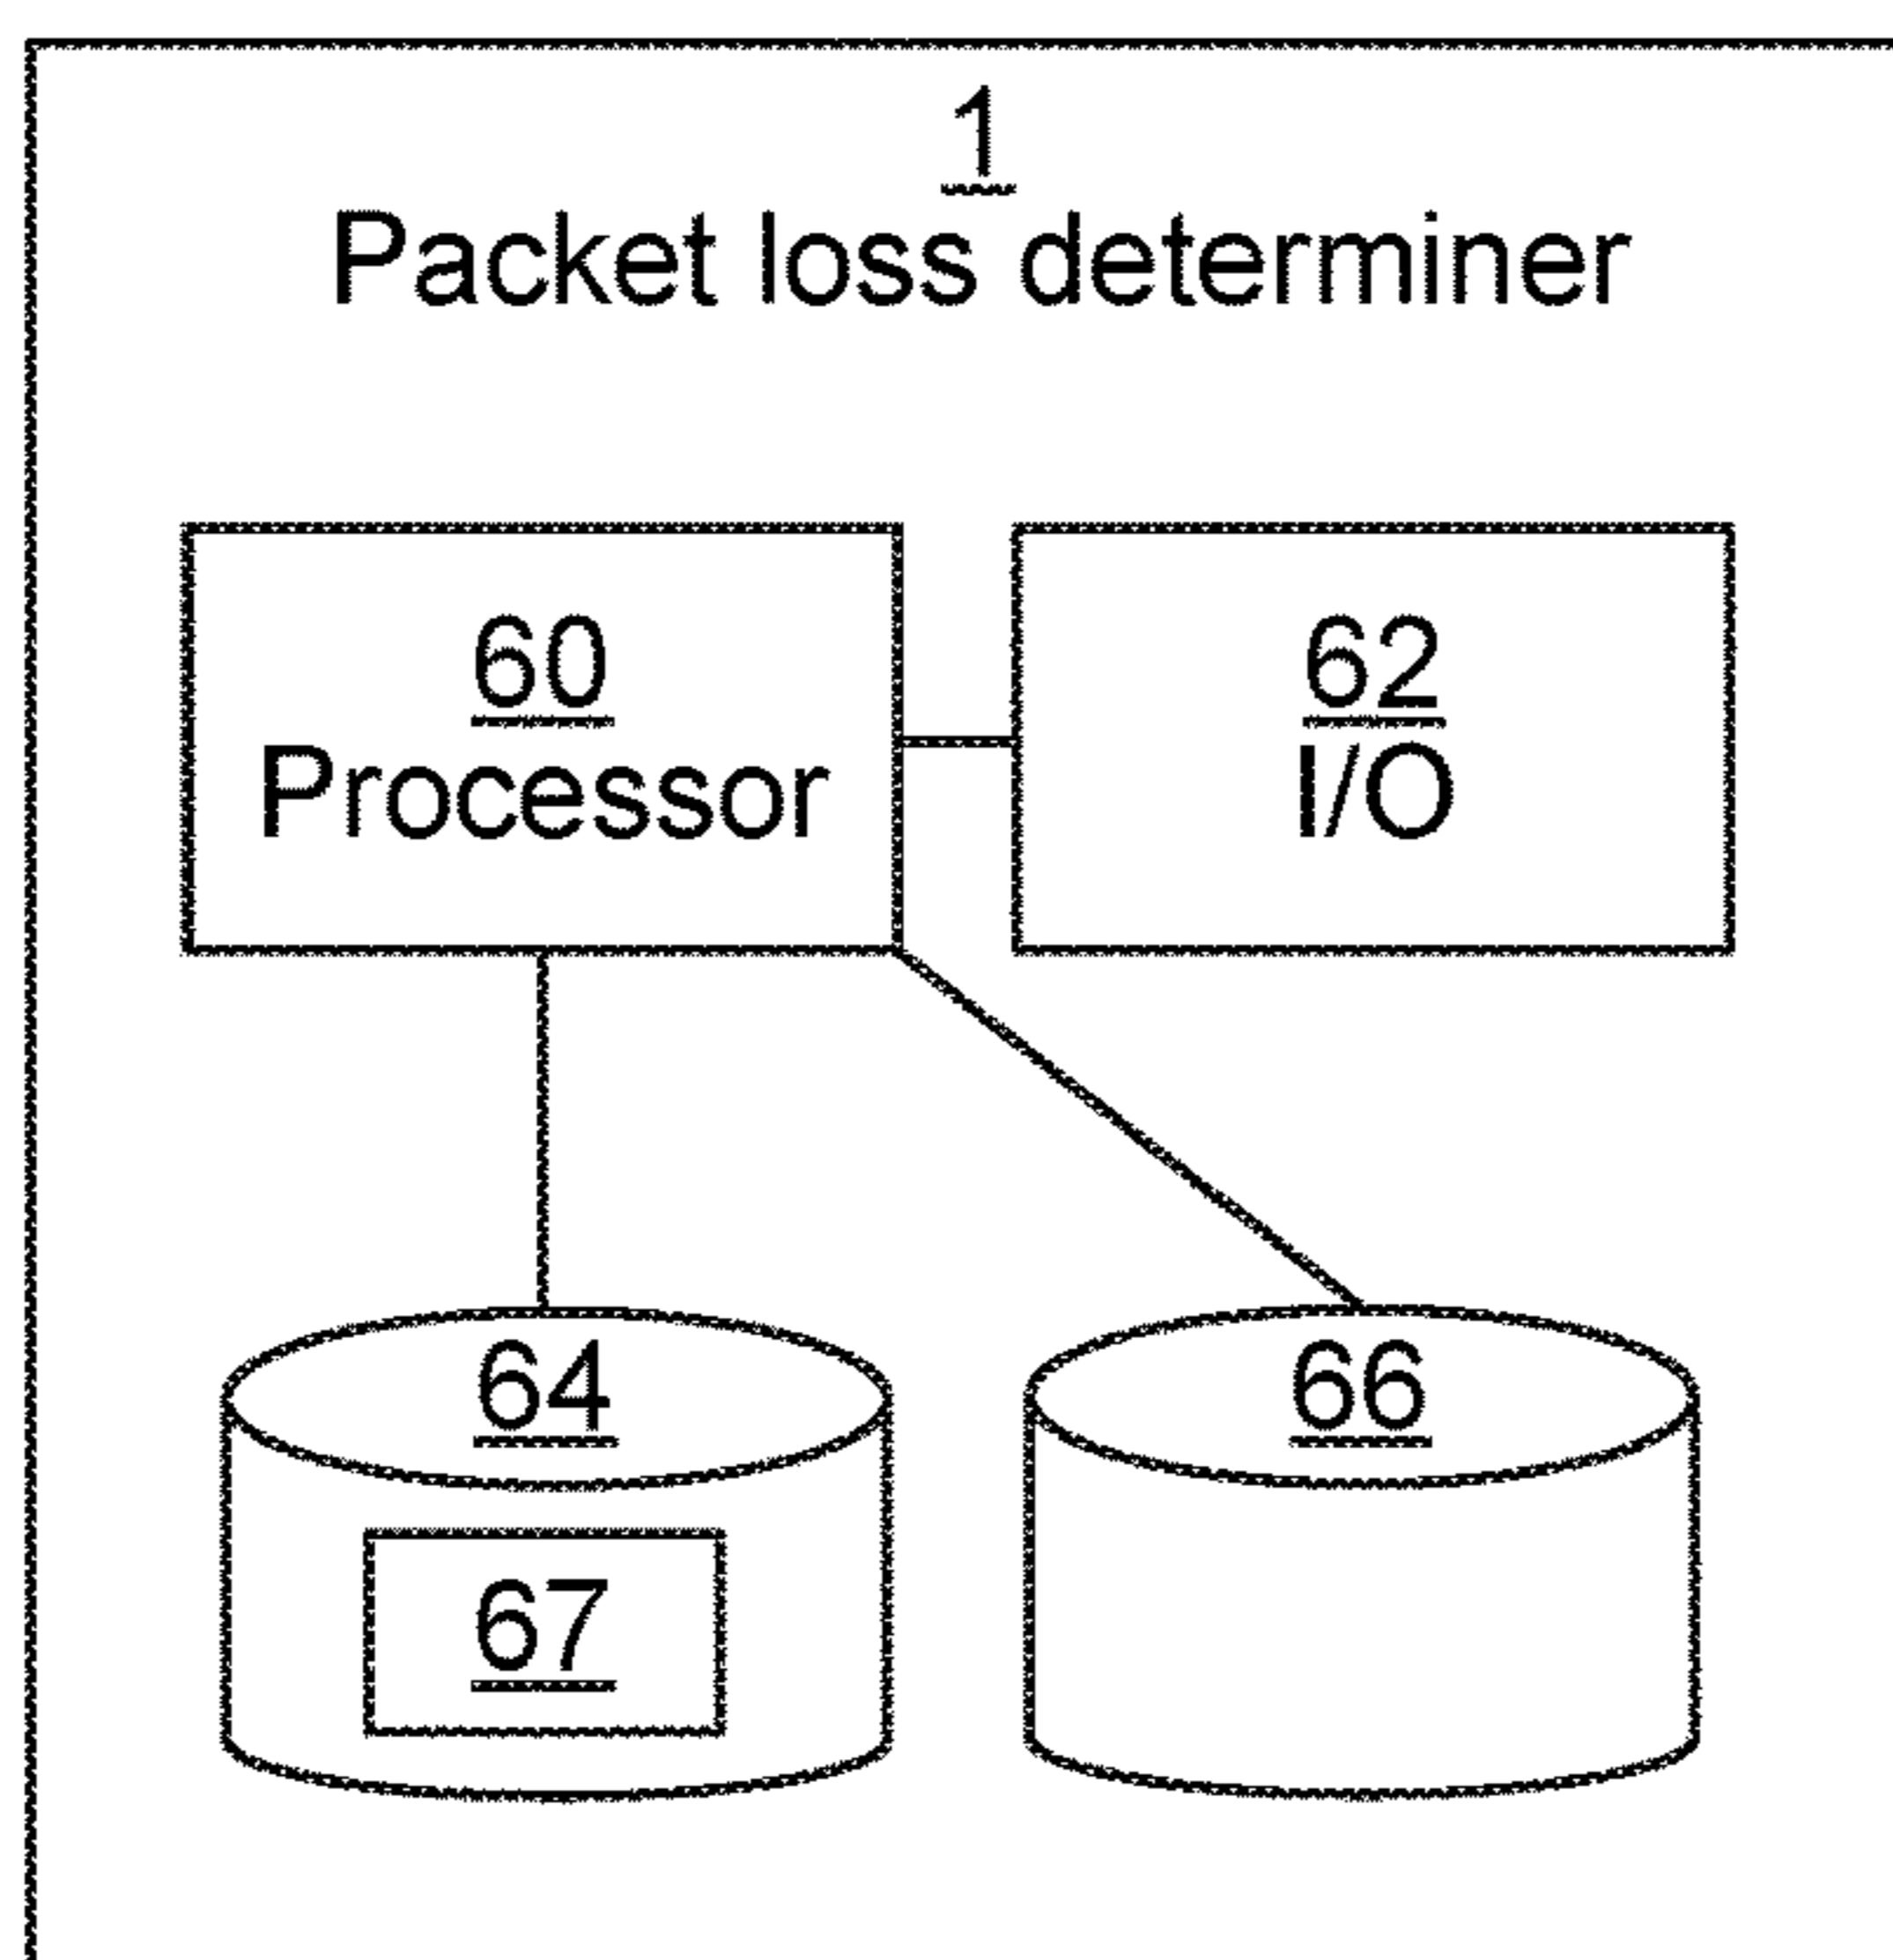 1
Packet loss determiner
60
Processor
62
I/O
64
66
67